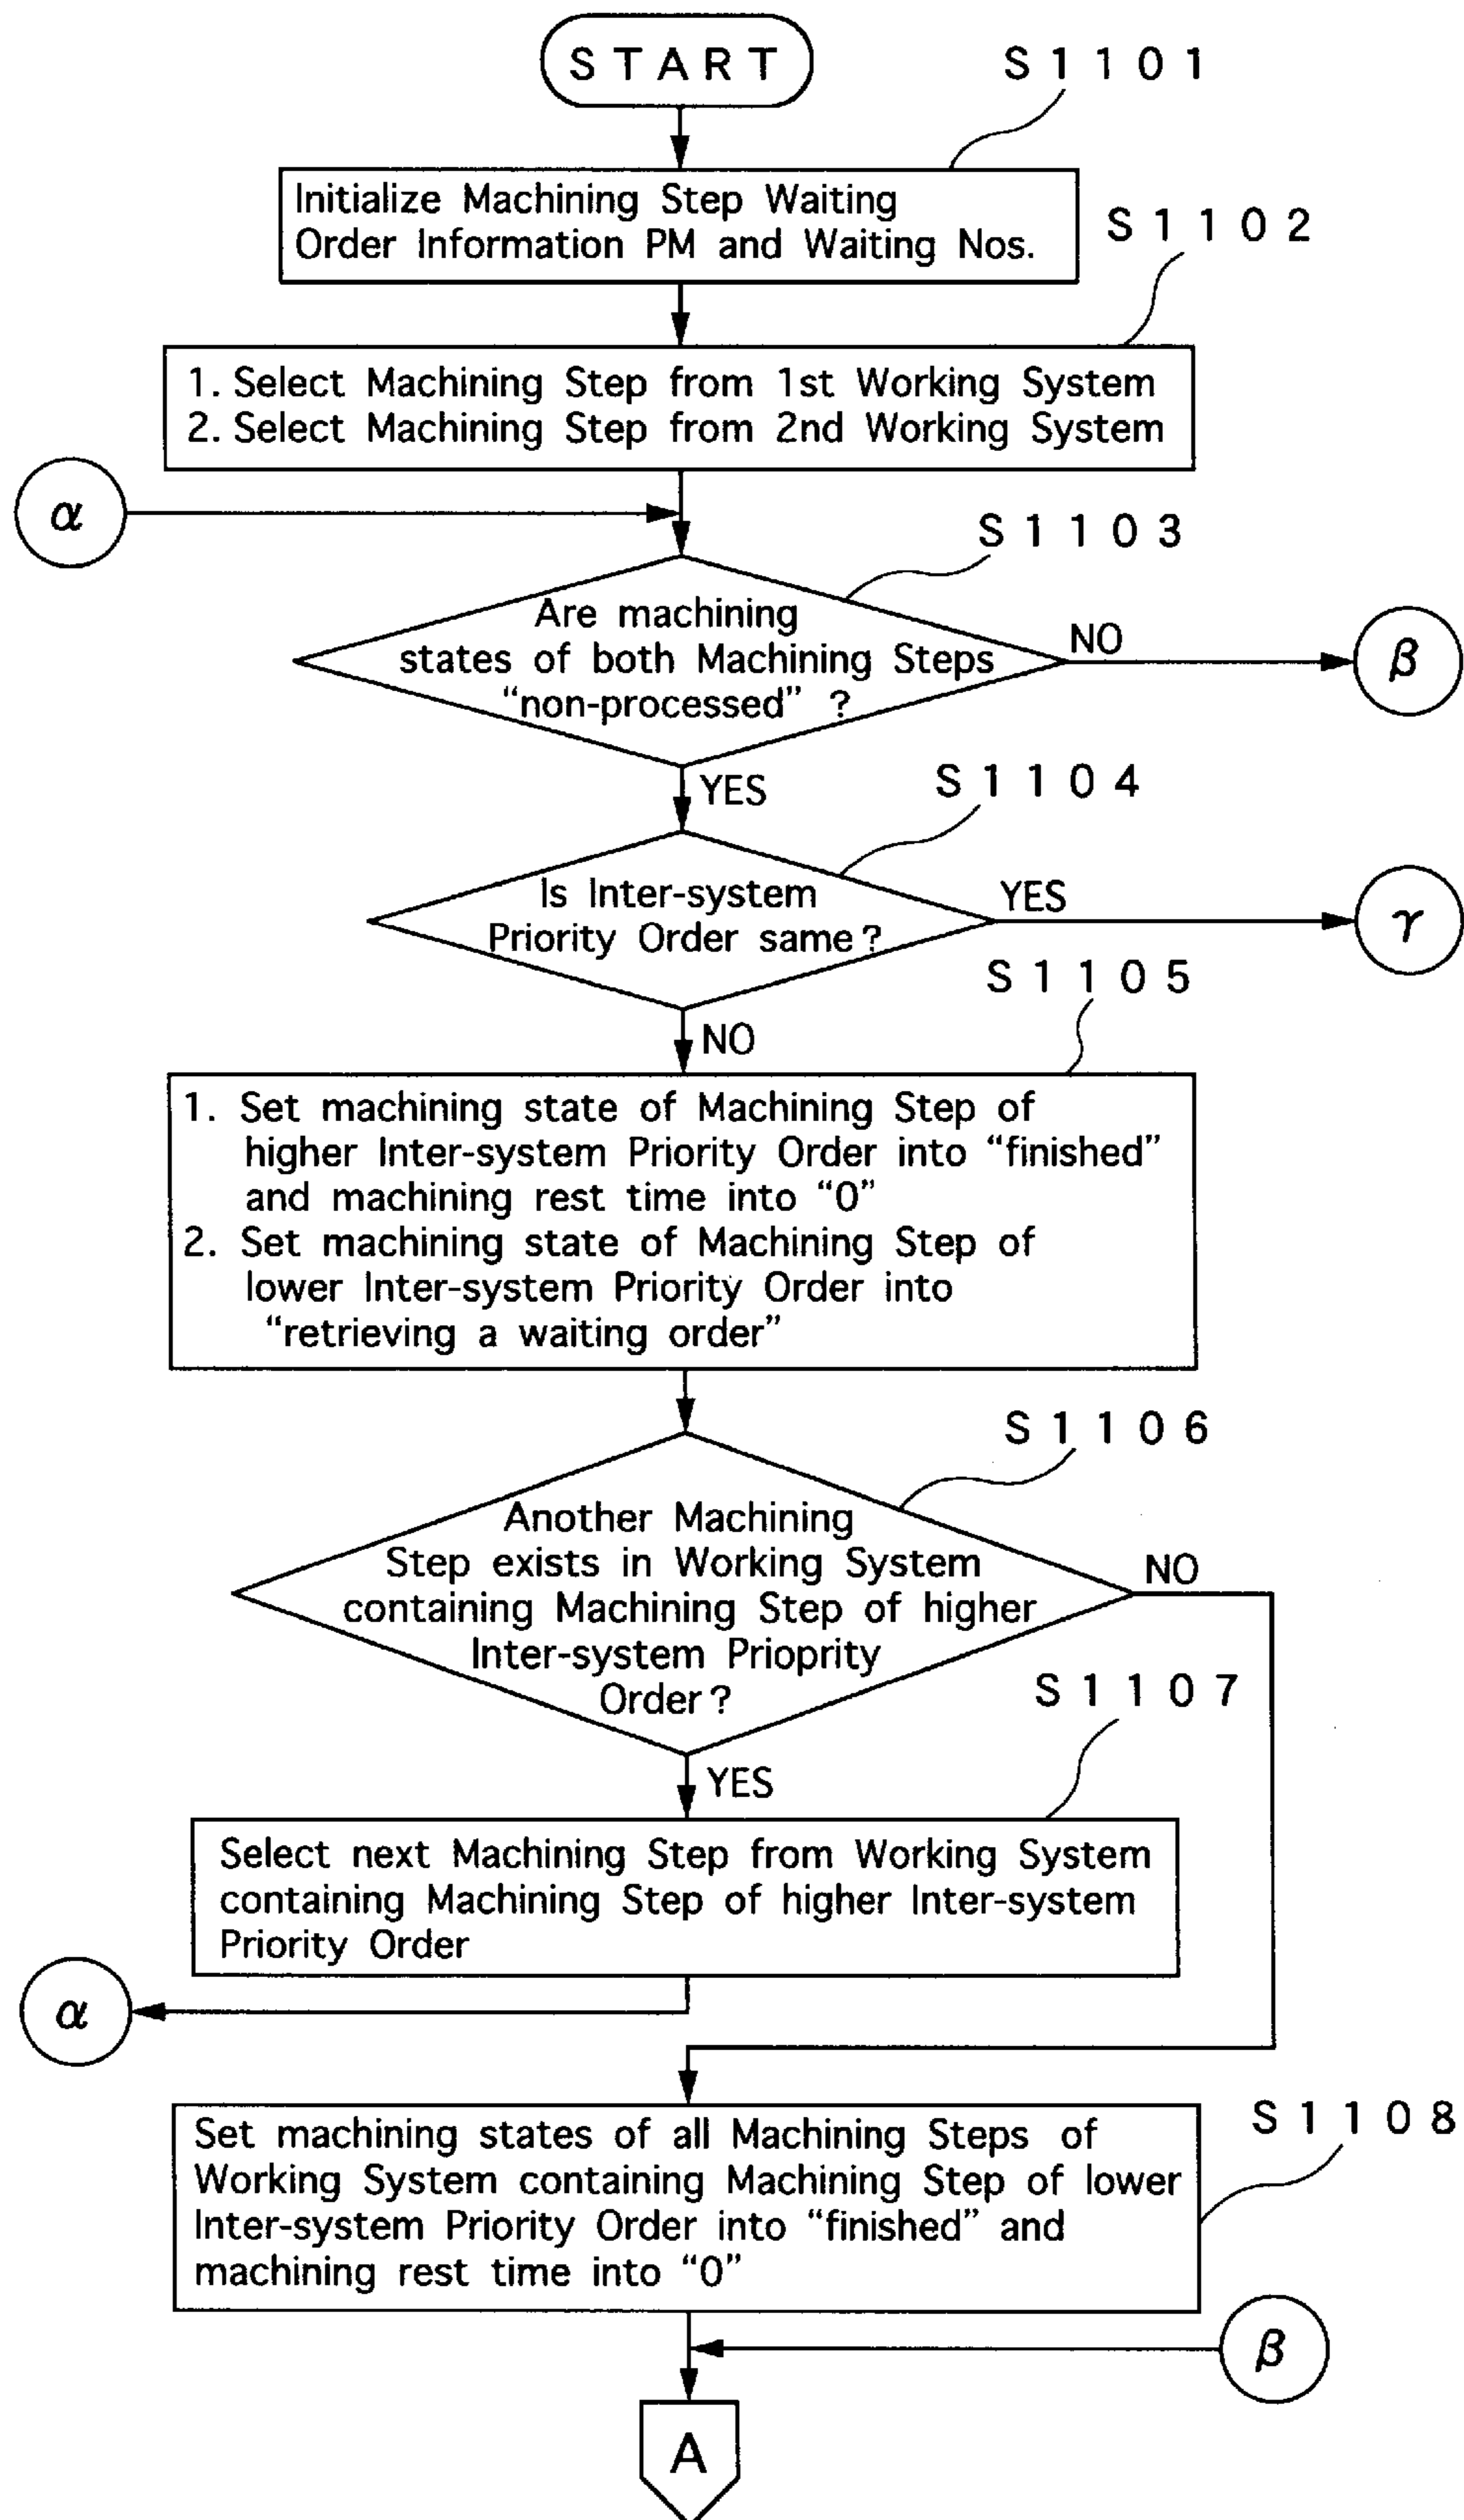 START
S1101
Initialize Machining Step Waiting
Order Information PM and Waiting Nos.
S1102
1. Select Machining Step from 1st Working System
2. Select Machining Step from 2nd Working System
α
S1103
Are machining
states of both Machining Steps
“non-processed” ?
NO
β
YES
S1104
Is Inter-system
Priority Order same?
YES
γ
NO
S1105
1. Set machining state of Machining Step of
higher Inter-system Priority Order into “finished”
and machining rest time into “0”
2. Set machining state of Machining Step of
lower Inter-system Priority Order into
“retrieving a waiting order”
S1106
Another Machining
Step exists in Working System
containing Machining Step of higher
Inter-system Prioprity
Order?
NO
YES
S1107
Select next Machining Step from Working System
containing Machining Step of higher Inter-system
Priority Order
α
S1108
Set machining states of all Machining Steps of
Working System containing Machining Step of lower
Inter-system Priority Order into “finished” and
machining rest time into “0”
β
A